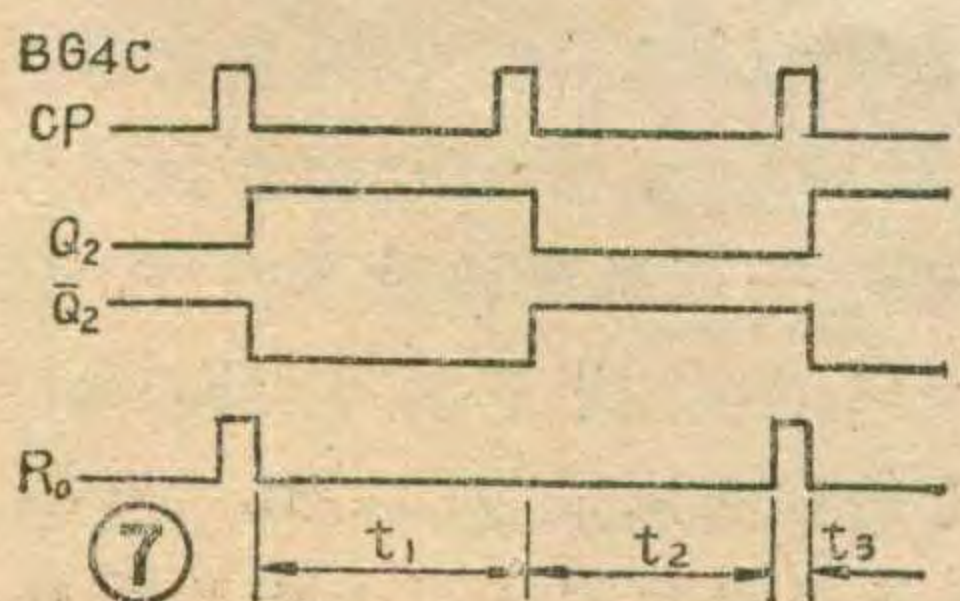 BG4C
CP
Q₂
Q̄₂
R₀
⑦
t₁ t₂ t₃